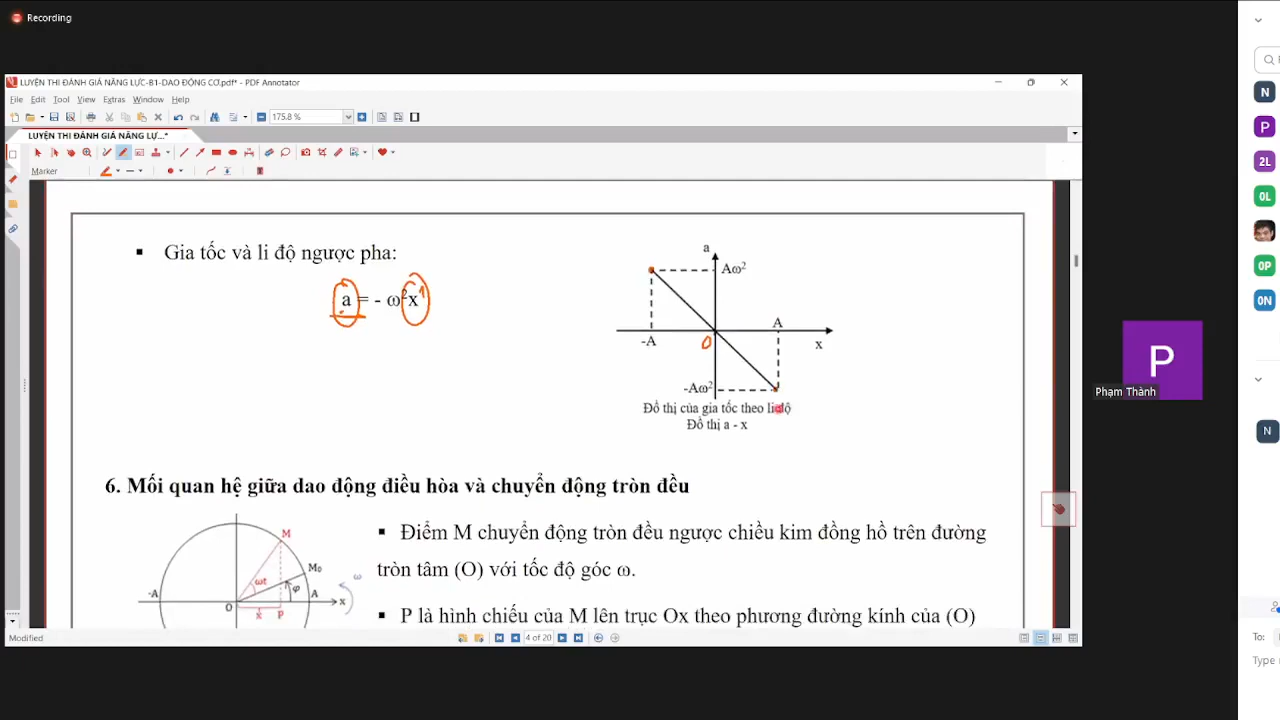 Recording
LUYỆN THI ĐÁNH GIÁ NĂNG LỰC-B1-DAO ĐỘNG CƠ.pdf* - PDF Annotator
File Edit Tool View Extras Window Help
175.8 %
LUYỆN THI ĐÁNH GIÁ NĂNG LỰ...*
Marker
▪ Gia tốc và li độ ngược pha:
a = - ω²x
1
a
Aω²
-A
O
A
x
-Aω²
Đồ thị của gia tốc theo li độ
Đồ thị a - x
6. Mối quan hệ giữa dao động điều hòa và chuyển động tròn đều
M
M₀
ωt
φ
ω
-A
O
x
P
A
x
▪ Điểm M chuyển động tròn đều ngược chiều kim đồng hồ trên đường
tròn tâm (O) với tốc độ góc ω.
▪ P là hình chiếu của M lên trục Ox theo phương đường kính của (O)
Modified
4 of 20
P
Phạm Thành
N
P
2L
0L
0P
0N
N
To:
Type